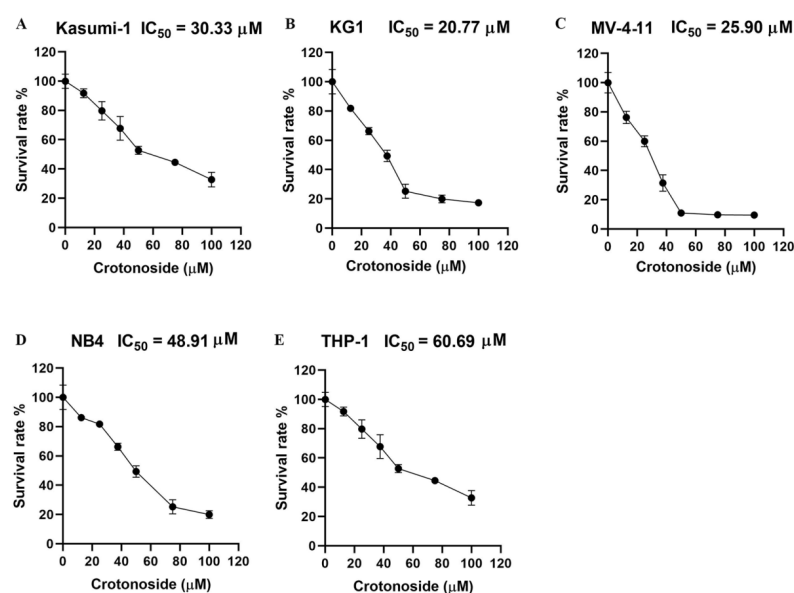 A Kasumi-1 IC50 = 30.33 μM
Survival rate %
120
100
80
60
40
20
0
0 20 40 60 80 100 120
Crotonoside (μM)
B KG1 IC50 = 20.77 μM
Survival rate %
120
100
80
60
40
20
0
0 20 40 60 80 100 120
Crotonoside (μM)
C MV-4-11 IC50 = 25.90 μM
Survival rate %
120
100
80
60
40
20
0
0 20 40 60 80 100 120
Crotonoside (μM)
D NB4 IC50 = 48.91 μM
Survival rate %
120
100
80
60
40
20
0
0 20 40 60 80 100 120
Crotonoside (μM)
E THP-1 IC50 = 60.69 μM
Survival rate %
120
100
80
60
40
20
0
0 20 40 60 80 100 120
Crotonoside (μM)